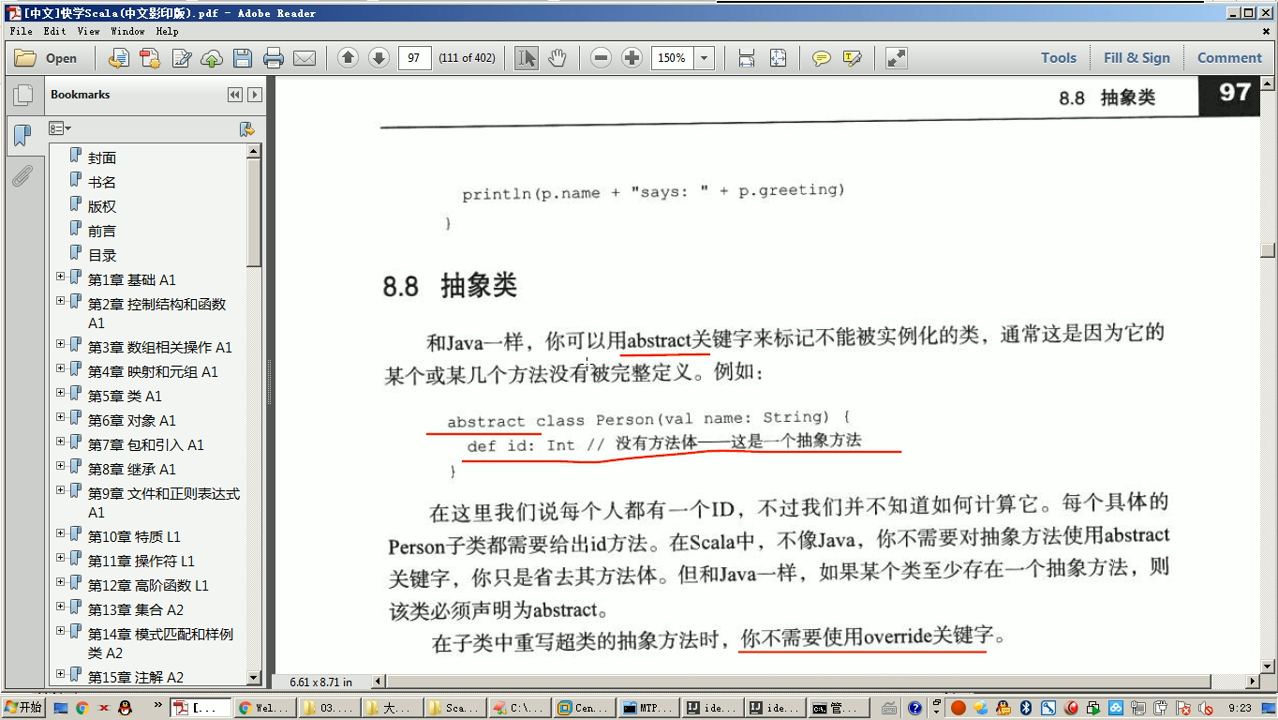 [中文]快学Scala(中文影印版).pdf - Adobe Reader
File Edit View Window Help
Open 97 (111 of 402) 150% Tools Fill & Sign Comment
Bookmarks
封面
书名
版权
前言
目录
第1章 基础 A1
第2章 控制结构和函数
A1
第3章 数组相关操作 A1
第4章 映射和元组 A1
第5章 类 A1
第6章 对象 A1
第7章 包和引入 A1
第8章 继承 A1
第9章 文件和正则表达式
A1
第10章 特质 L1
第11章 操作符 L1
第12章 高阶函数 L1
第13章 集合 A2
第14章 模式匹配和样例
类 A2
第15章 注解 A2
8.8 抽象类 97
println(p.name + "says: " + p.greeting)
}
8.8 抽象类
和Java一样，你可以用abstract关键字来标记不能被实例化的类，通常这是因为它的
某个或某几个方法没有被完整定义。例如：
abstract class Person(val name: String) {
def id: Int // 没有方法体——这是一个抽象方法
}
在这里我们说每个人都有一个ID，不过我们并不知道如何计算它。每个具体的
Person子类都需要给出id方法。在Scala中，不像Java，你不需要对抽象方法使用abstract
关键字，你只是省去其方法体。但和Java一样，如果某个类至少存在一个抽象方法，则
该类必须声明为abstract。
在子类中重写超类的抽象方法时，你不需要使用override关键字。
6.61 x 8.71 in
开始 [... Wel... 03... 大... Sca... C:\... Cen... MTP... ide... ide... 管... 9:23